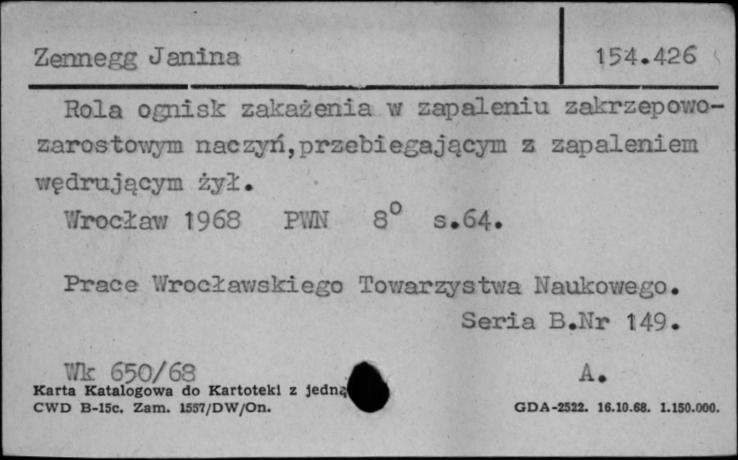 Zennegg Janina 154.426
Rola ognisk zakażenia w zapaleniu zakrzepowo-
zarostowym naczyń,przebiegającym z zapaleniem
wędrującym żył.
Wrocław 1968 PWN 8° s.64.
Prace Wrocławskiego Towarzystwa Naukowego.
Seria B.Nr 149.
Wk 650/68 A.
Karta Katalogowa do Kartoteki z jedną
CWD B-15c. Zam. 1557/DW/On. GDA-2522. 16.10.68. 1.150.000.